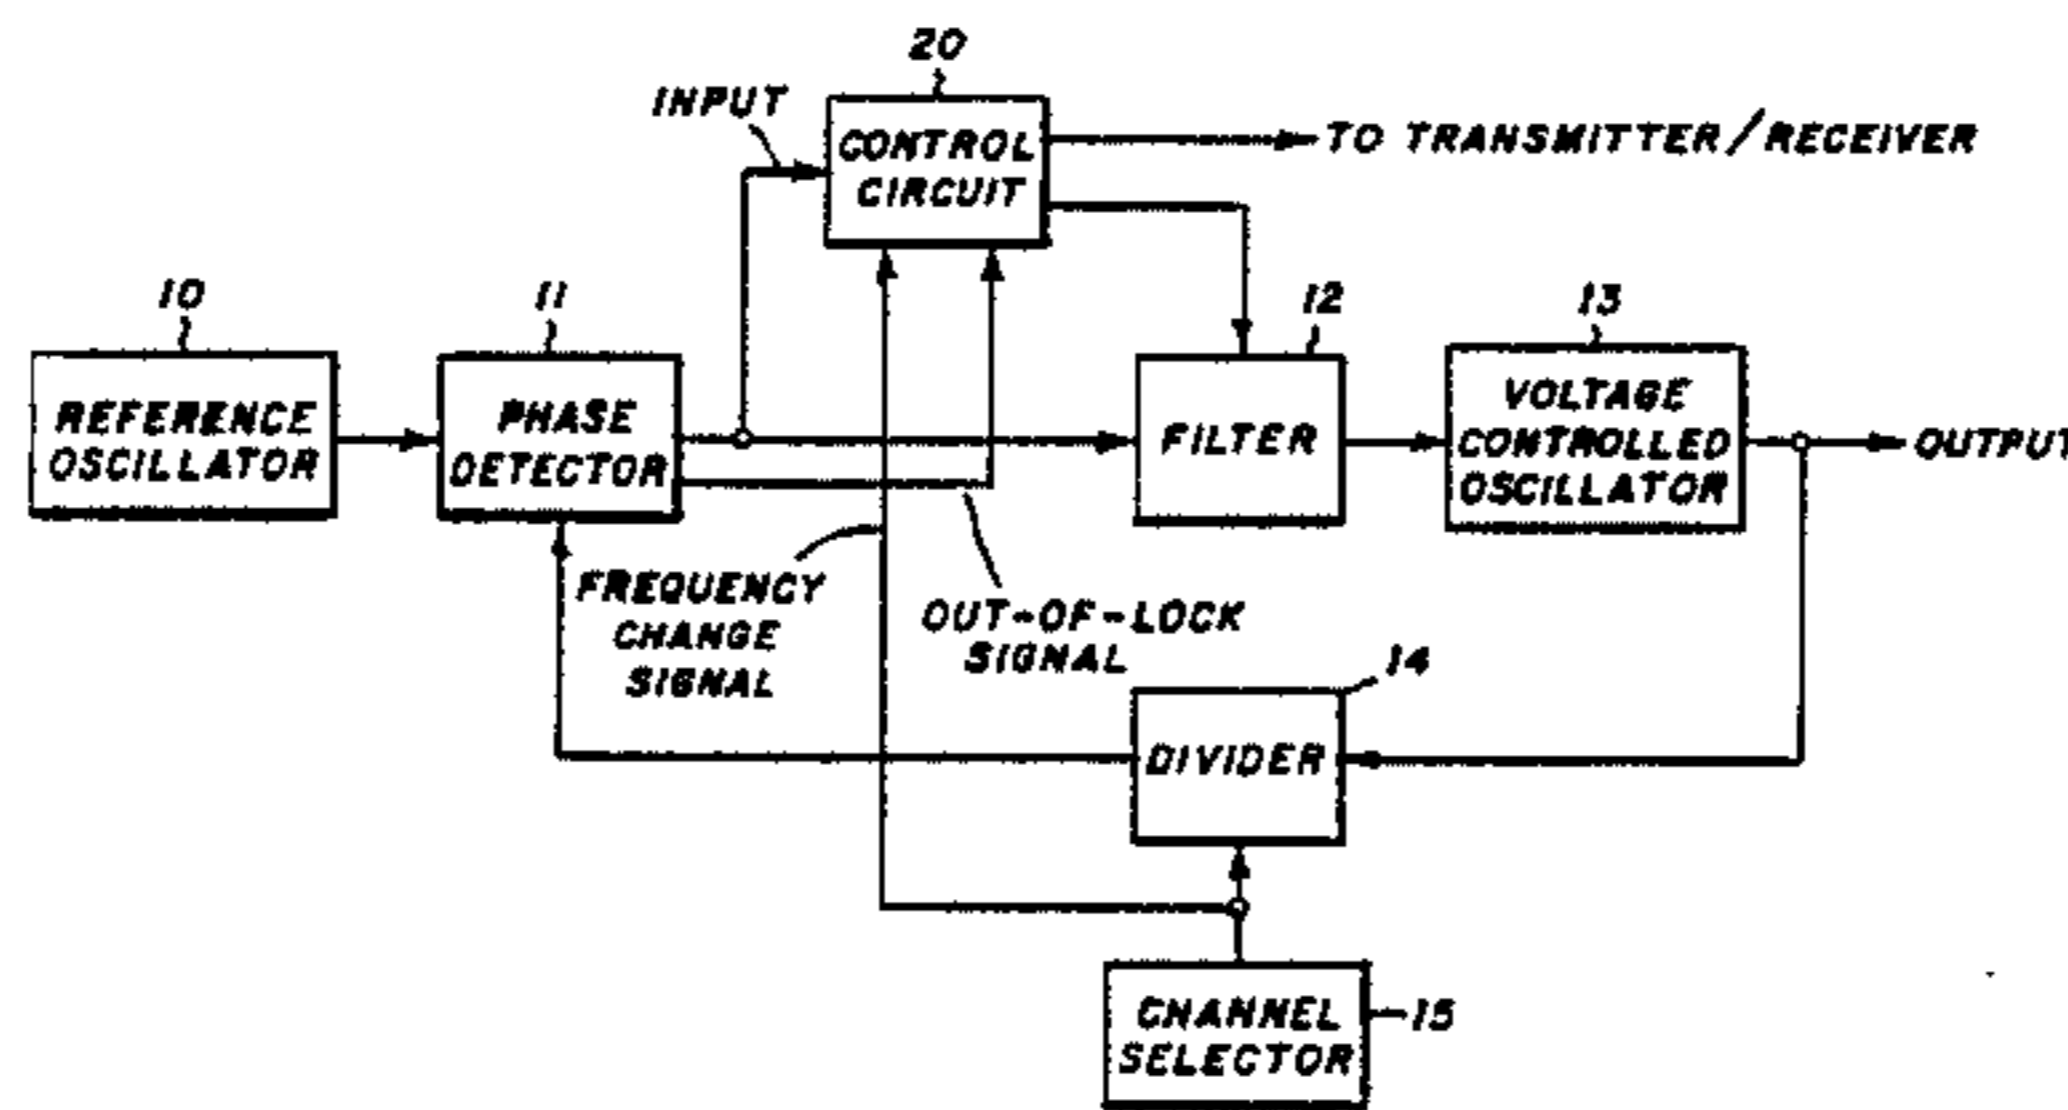 20
INPUT
CONTROL
CIRCUIT
TO TRANSMITTER/RECEIVER
10
11
12
13
REFERENCE
OSCILLATOR
PHASE
DETECTOR
FILTER
VOLTAGE
CONTROLLED
OSCILLATOR
OUTPUT
FREQUENCY
CHANGE
SIGNAL
OUT-OF-LOCK
SIGNAL
14
DIVIDER
CHANNEL
SELECTOR
15